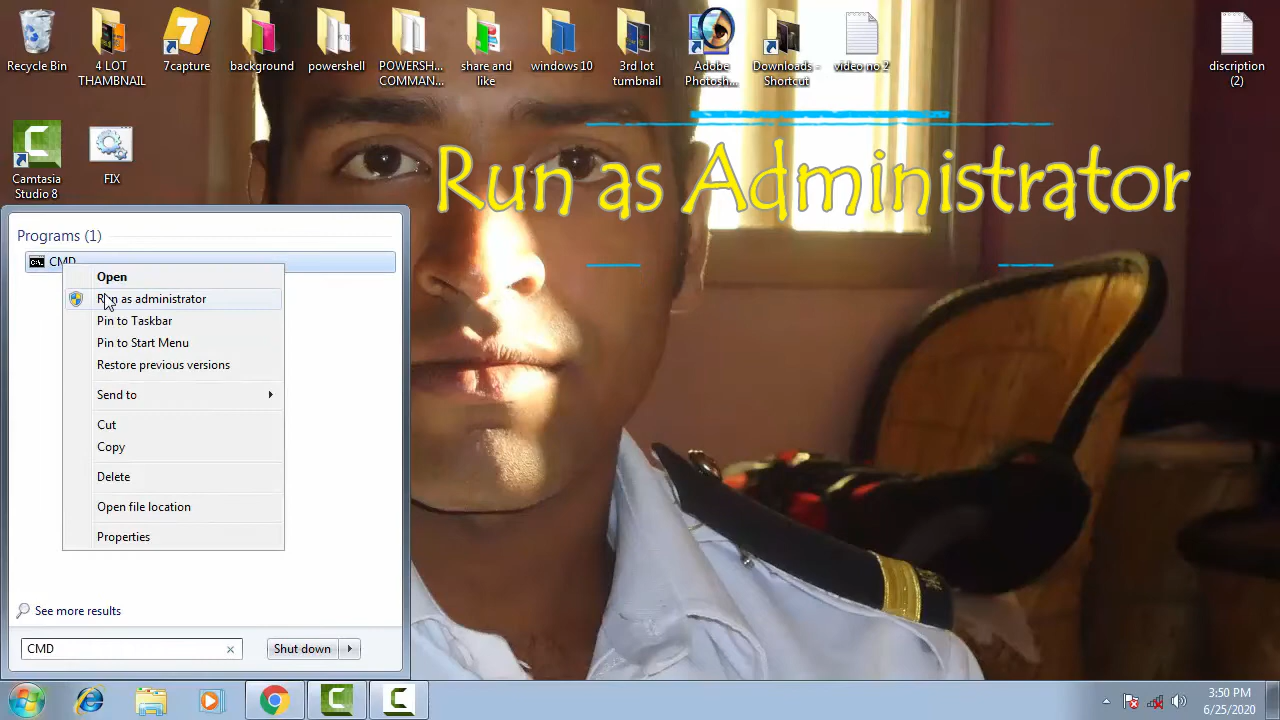 Recycle Bin
4 LOT THAMNAIL
7capture
background
powershell
POWERSH... COMMAN...
share and like
windows 10
3rd lot tumbnail
Adobe Photosh...
Downloads - Shortcut
video no 2
discription (2)
Camtasia Studio 8
FIX
Run as Administrator
Programs (1)
CMD
Open
Run as administrator
Pin to Taskbar
Pin to Start Menu
Restore previous versions
Send to
Cut
Copy
Delete
Open file location
Properties
See more results
CMD
Shut down
3:50 PM
6/25/2020